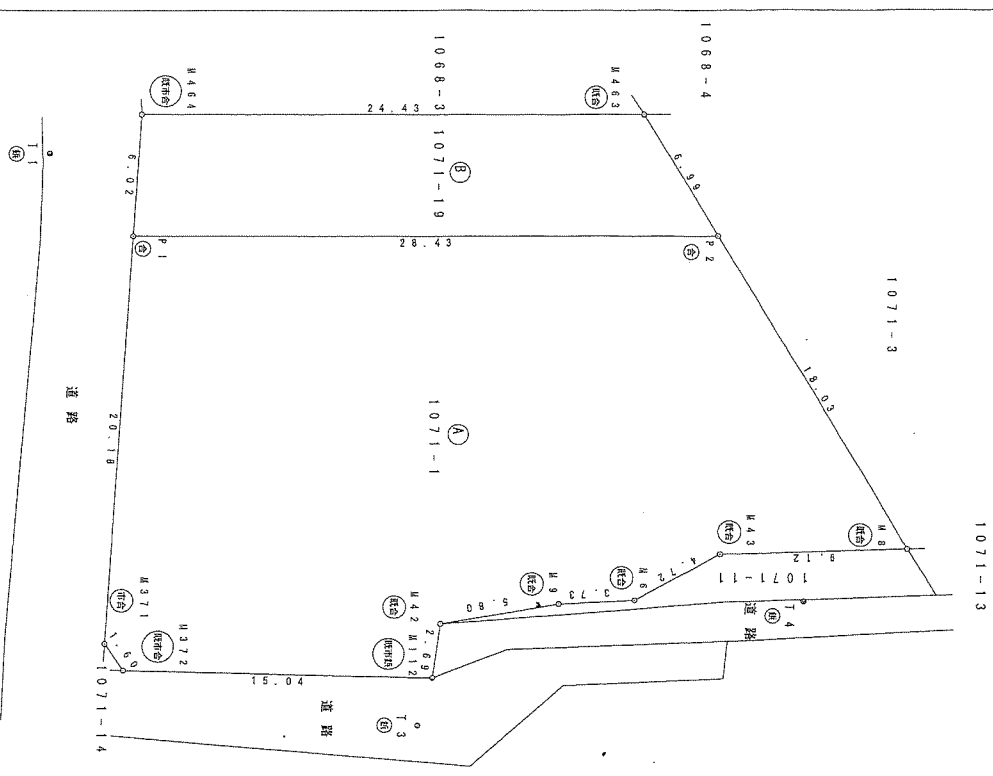 1068-4
1068-3
M464
既市合
24.43
M463
既合
6.99
6.02
B
1071-19
T1
鋲
P1
合
28.43
P2
合
1071-3
18.03
道路
20.18
A
1071-1
1071-13
M8
既合
M43
既合
9.12
4.72
1071-11
M6
既合
3.73
M9
既合
5.80
T4
鋲
道路
M42
既合
2.69
M112
既市鋲
M371
市合
1.60
M372
既市合
15.04
道路
T3
鋲
1071-14